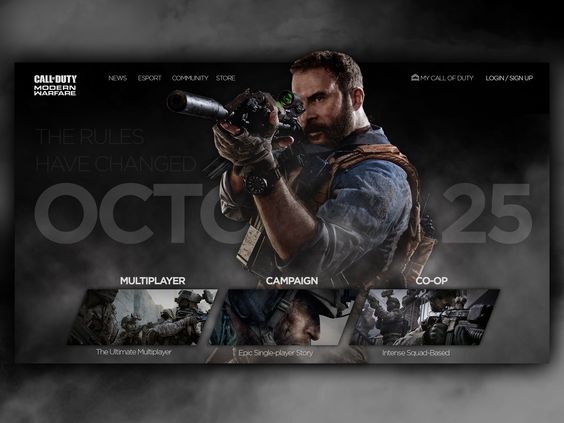 CALL OF DUTY
MODERN
WARFARE
NEWS ESPORT COMMUNITY STORE
MY CALL OF DUTY LOGIN / SIGN UP
THE RULES
HAVE CHANGED
OCTO 25
MULTIPLAYER CAMPAIGN CO-OP
The Ultimate Multiplayer Epic Single-player Story Intense Squad-Based